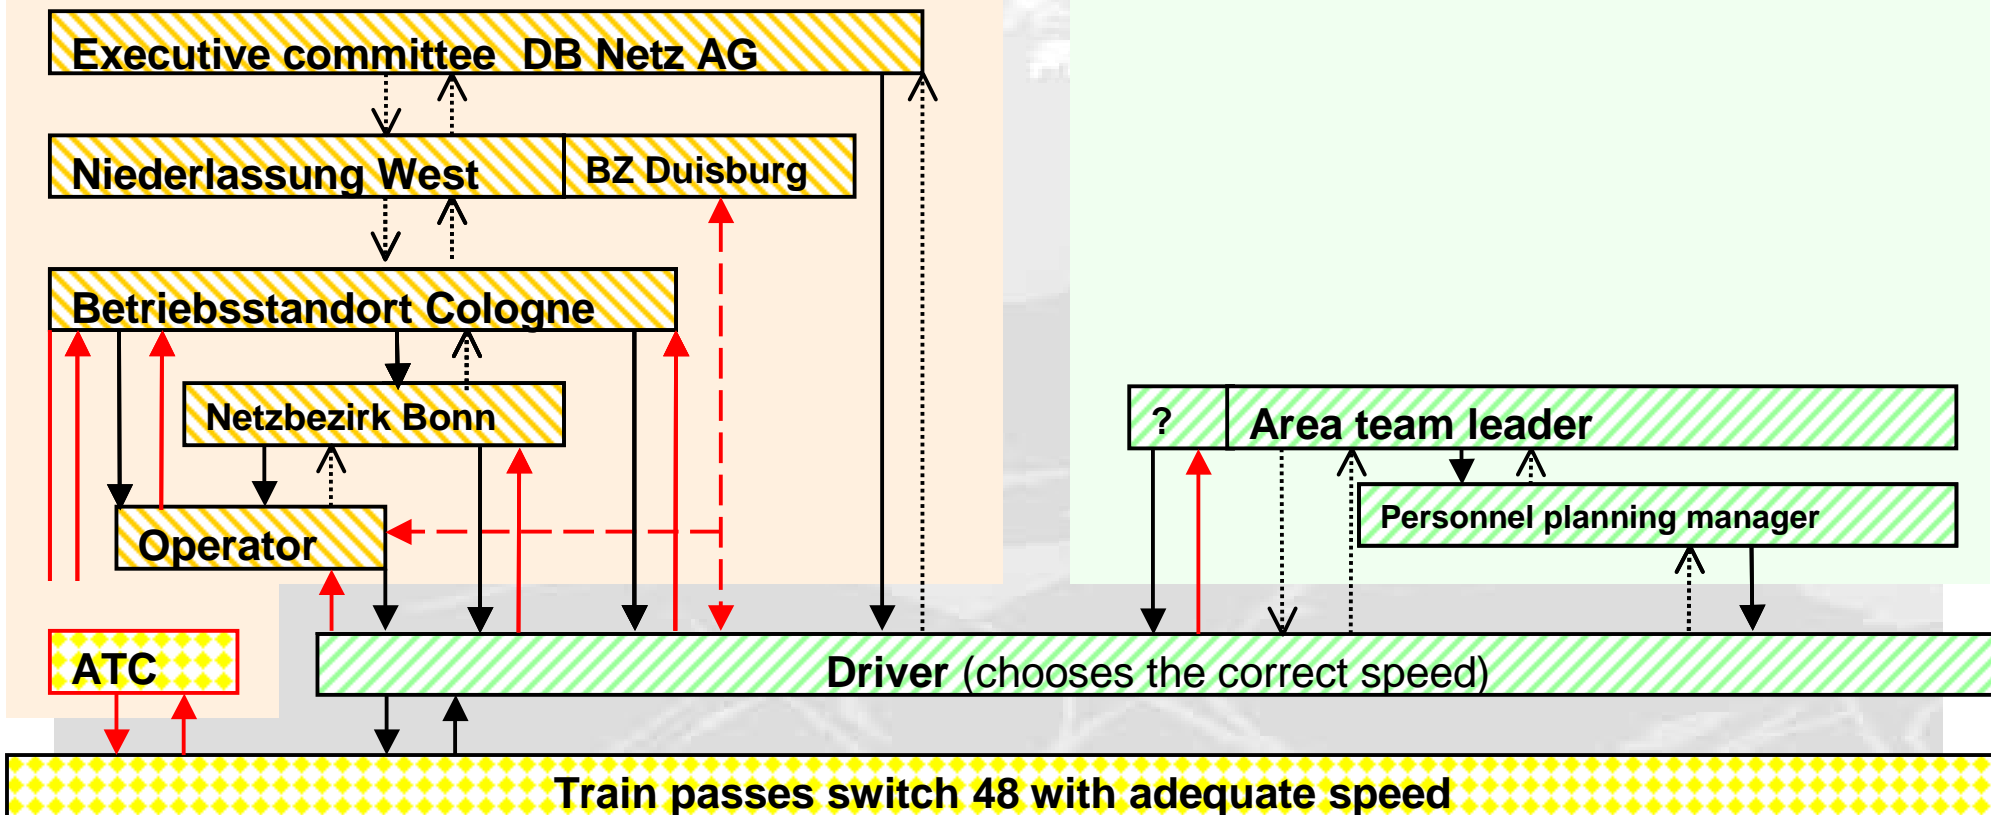 Executive committee DB Netz AG
Niederlassung West
BZ Duisburg
Betriebsstandort Cologne
Netzbezirk Bonn
? Area team leader
Personnel planning manager
Operator
ATC
Driver (chooses the correct speed)
Train passes switch 48 with adequate speed